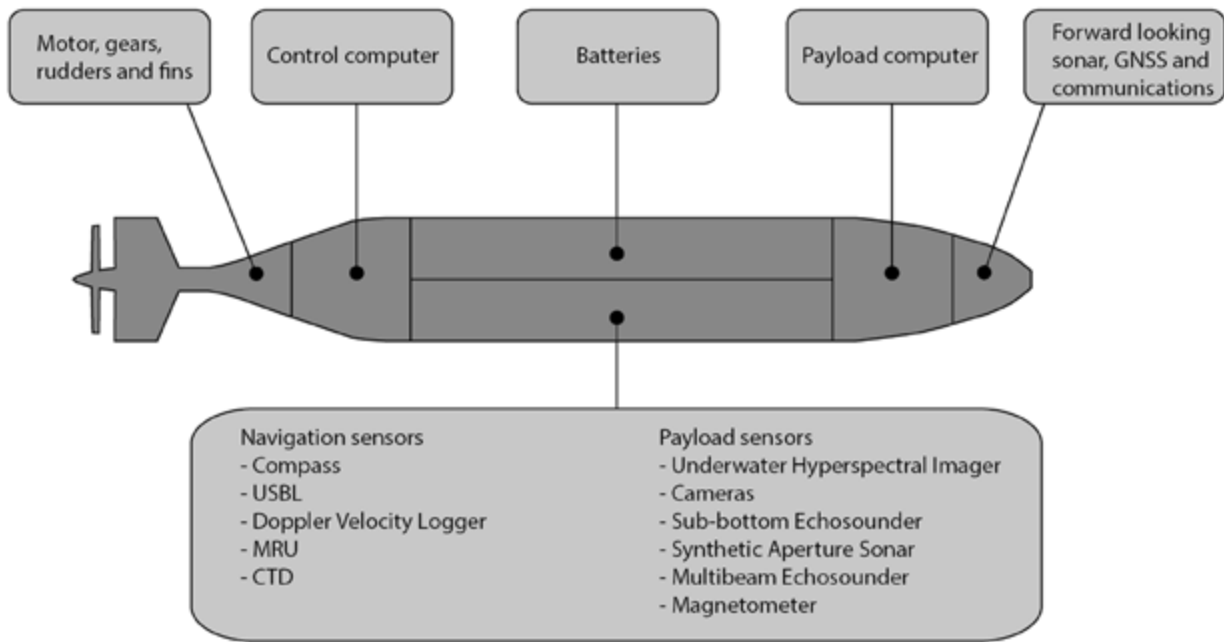 Motor, gears,
rudders and fins
Control computer
Batteries
Payload computer
Forward looking
sonar, GNSS and
communications
Navigation sensors
- Compass
- USBL
- Doppler Velocity Logger
- MRU
- CTD
Payload sensors
- Underwater Hyperspectral Imager
- Cameras
- Sub-bottom Echosounder
- Synthetic Aperture Sonar
- Multibeam Echosounder
- Magnetometer